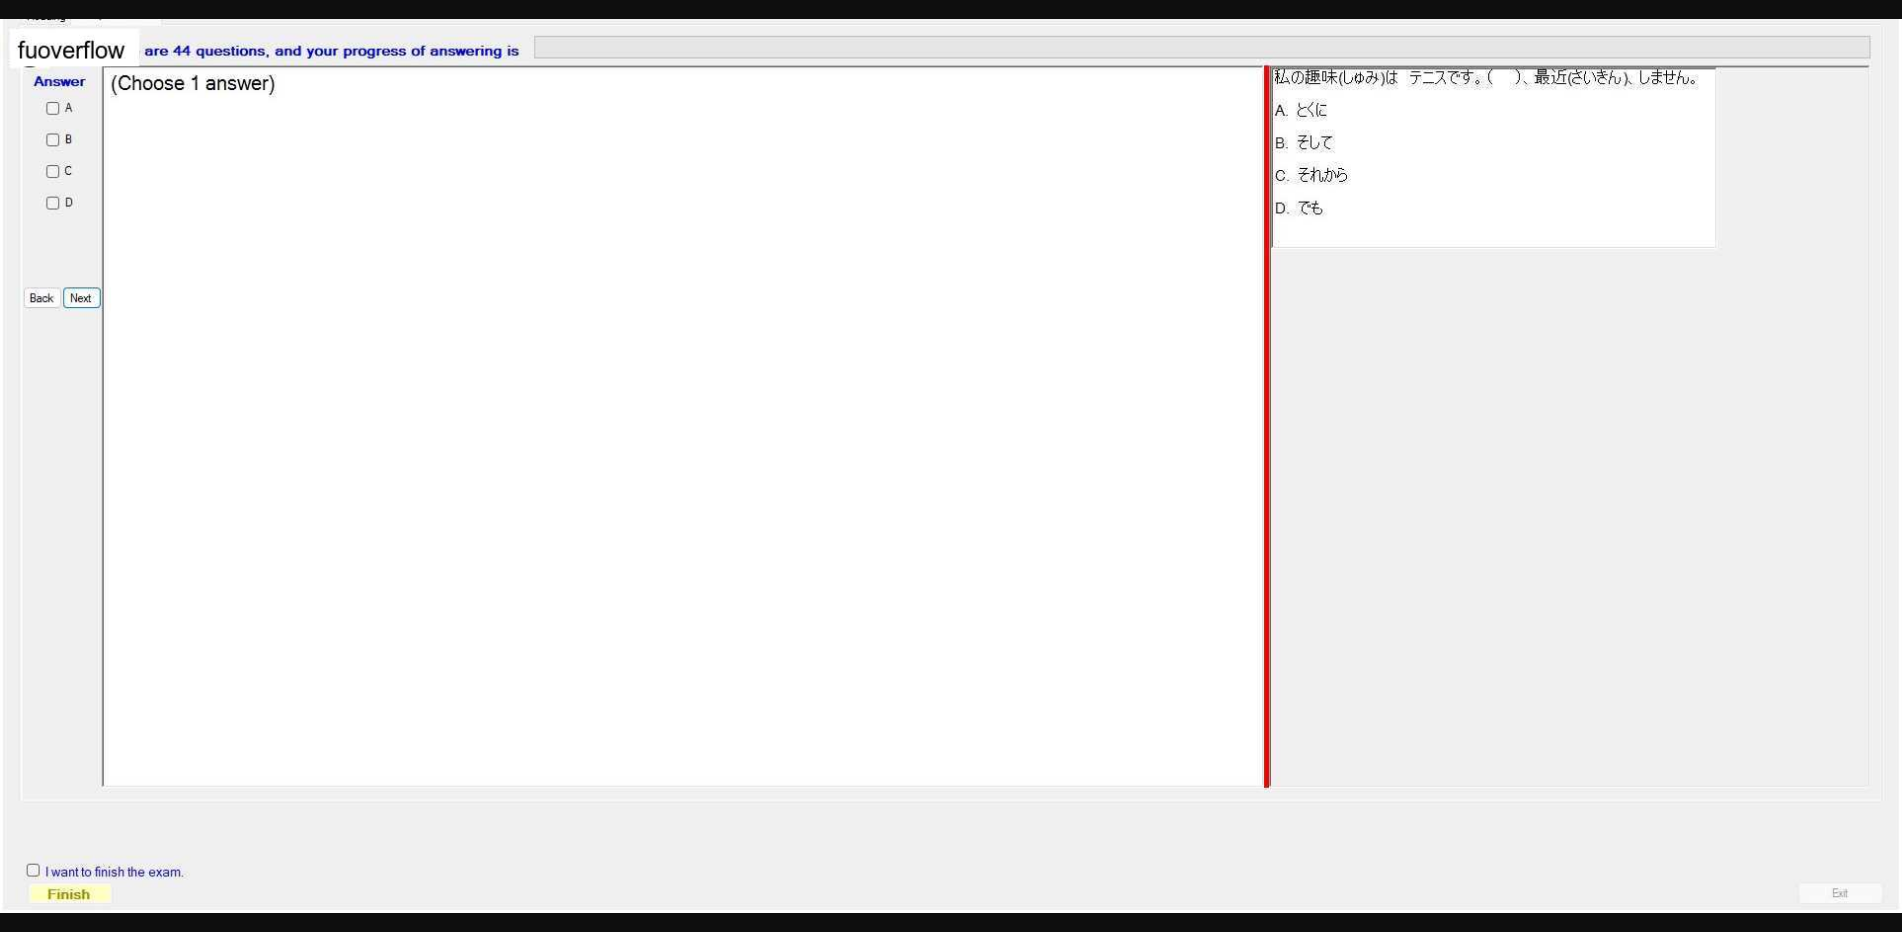 fuoverflow are 44 questions, and your progress of answering is
Answer
(Choose 1 answer)
A
B
C
D
Back Next
私の趣味(しゅみ)は テニスです。( )、最近(さいきん)、しません。
A. とくに
B. そして
C. それから
D. でも
I want to finish the exam.
Finish
Exit